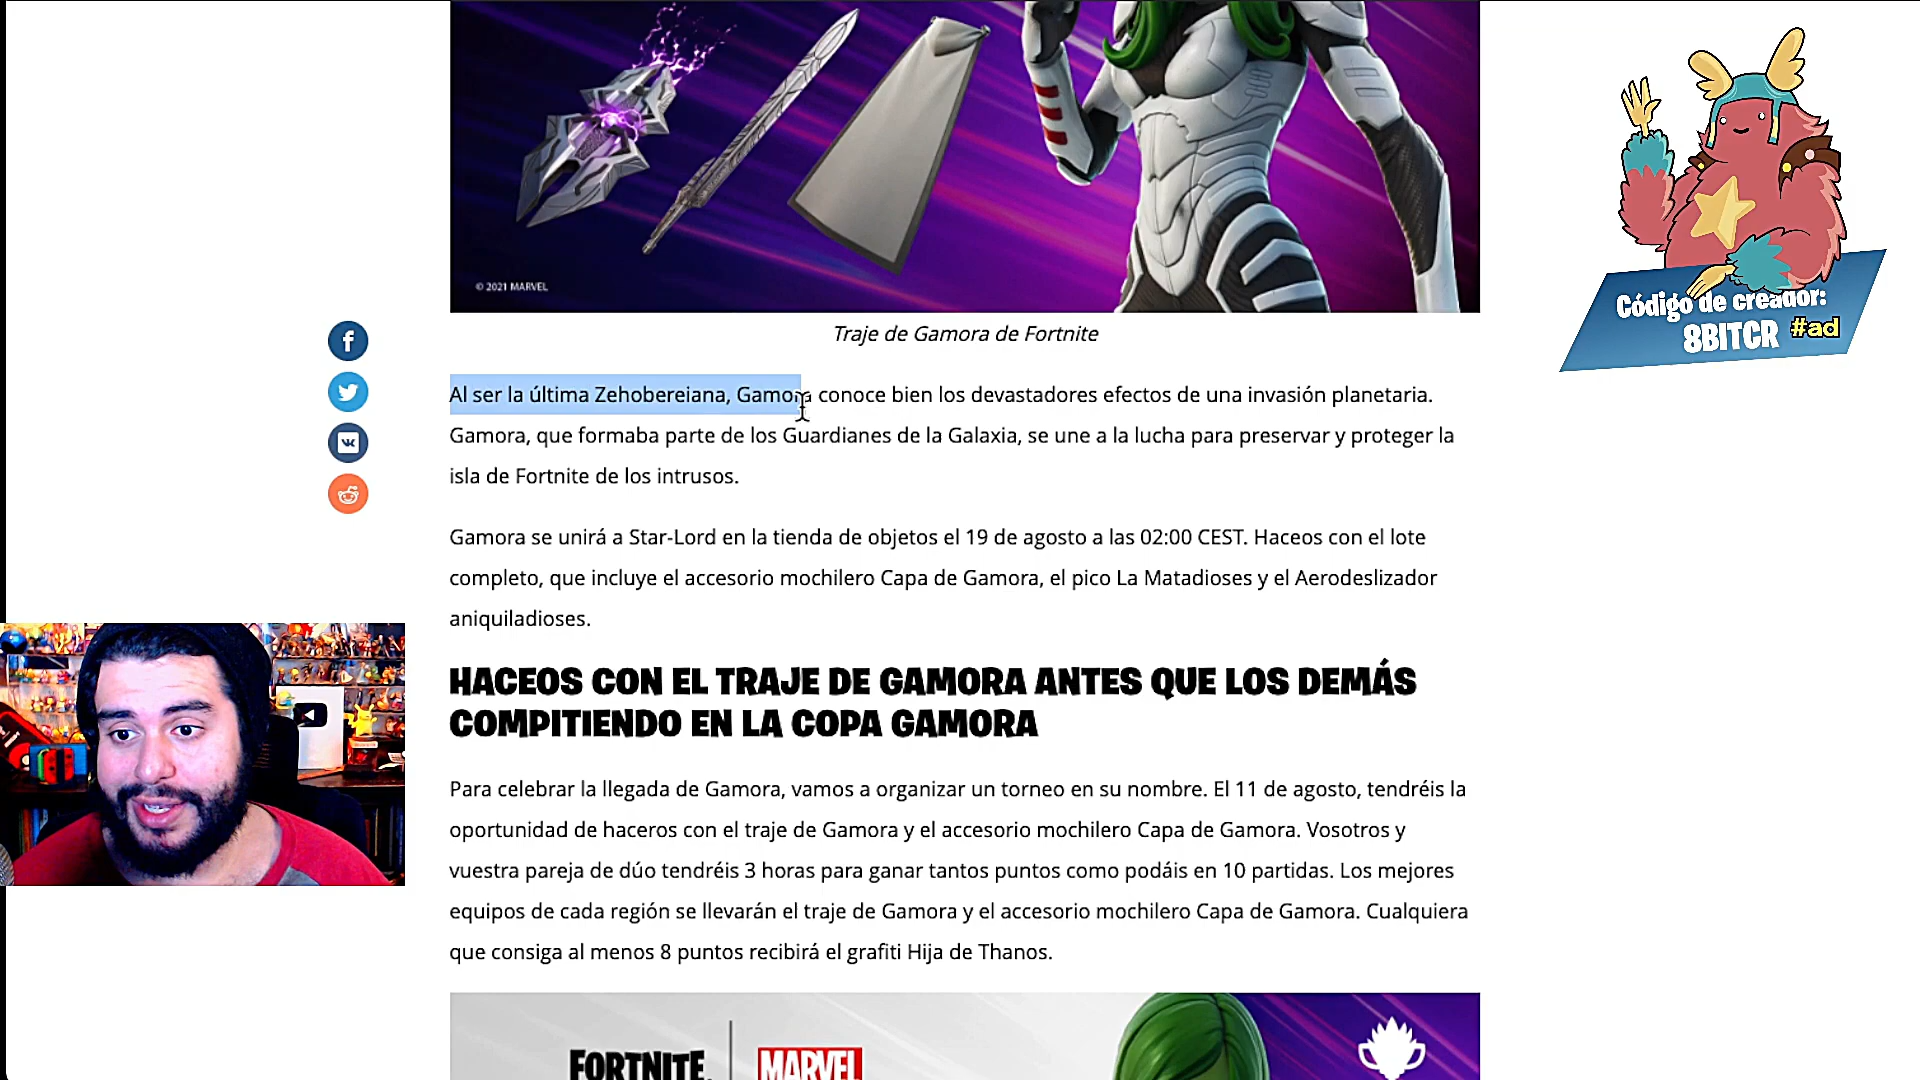 © 2021 MARVEL
Código de creador:
8BITCR #ad
Traje de Gamora de Fortnite
Al ser la última Zehobereiana, Gamora conoce bien los devastadores efectos de una invasión planetaria.
Gamora, que formaba parte de los Guardianes de la Galaxia, se une a la lucha para preservar y proteger la
isla de Fortnite de los intrusos.
Gamora se unirá a Star-Lord en la tienda de objetos el 19 de agosto a las 02:00 CEST. Haceos con el lote
completo, que incluye el accesorio mochilero Capa de Gamora, el pico La Matadioses y el Aerodeslizador
aniquiladioses.
HACEOS CON EL TRAJE DE GAMORA ANTES QUE LOS DEMÁS
COMPITIENDO EN LA COPA GAMORA
Para celebrar la llegada de Gamora, vamos a organizar un torneo en su nombre. El 11 de agosto, tendréis la
oportunidad de haceros con el traje de Gamora y el accesorio mochilero Capa de Gamora. Vosotros y
vuestra pareja de dúo tendréis 3 horas para ganar tantos puntos como podáis en 10 partidas. Los mejores
equipos de cada región se llevarán el traje de Gamora y el accesorio mochilero Capa de Gamora. Cualquiera
que consiga al menos 8 puntos recibirá el grafiti Hija de Thanos.
FORTNITE MARVEL